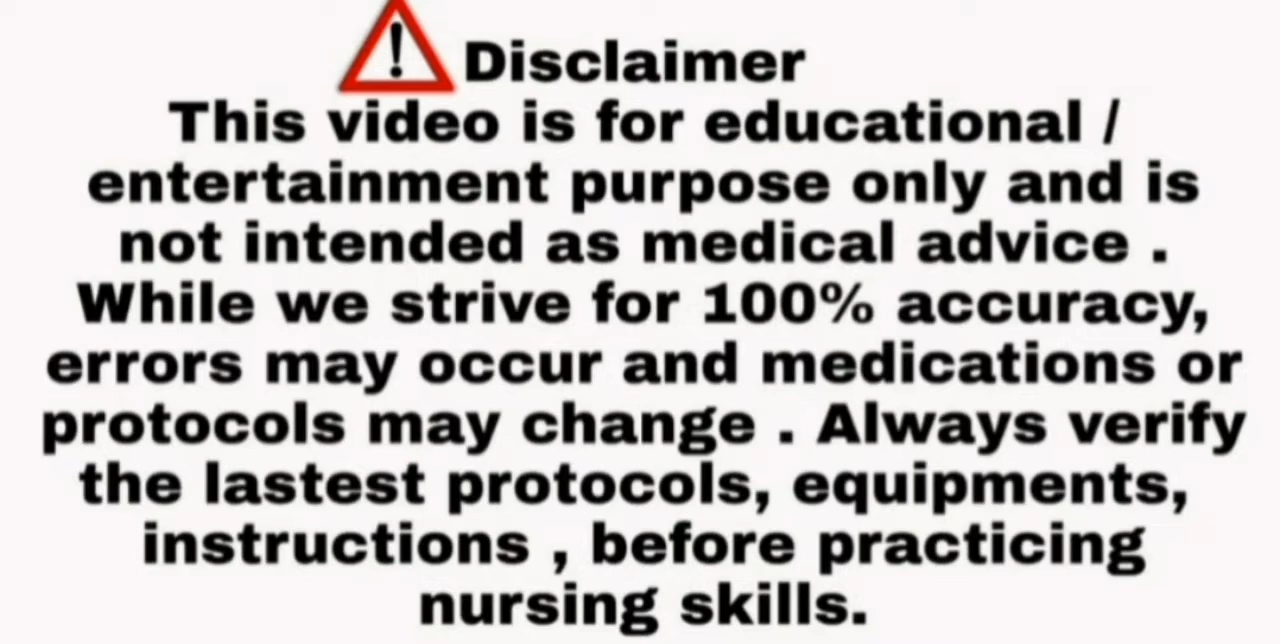 Disclaimer
This video is for educational /
entertainment purpose only and is
not intended as medical advice .
While we strive for 100% accuracy,
errors may occur and medications or
protocols may change . Always verify
the lastest protocols, equipments,
instructions , before practicing
nursing skills.